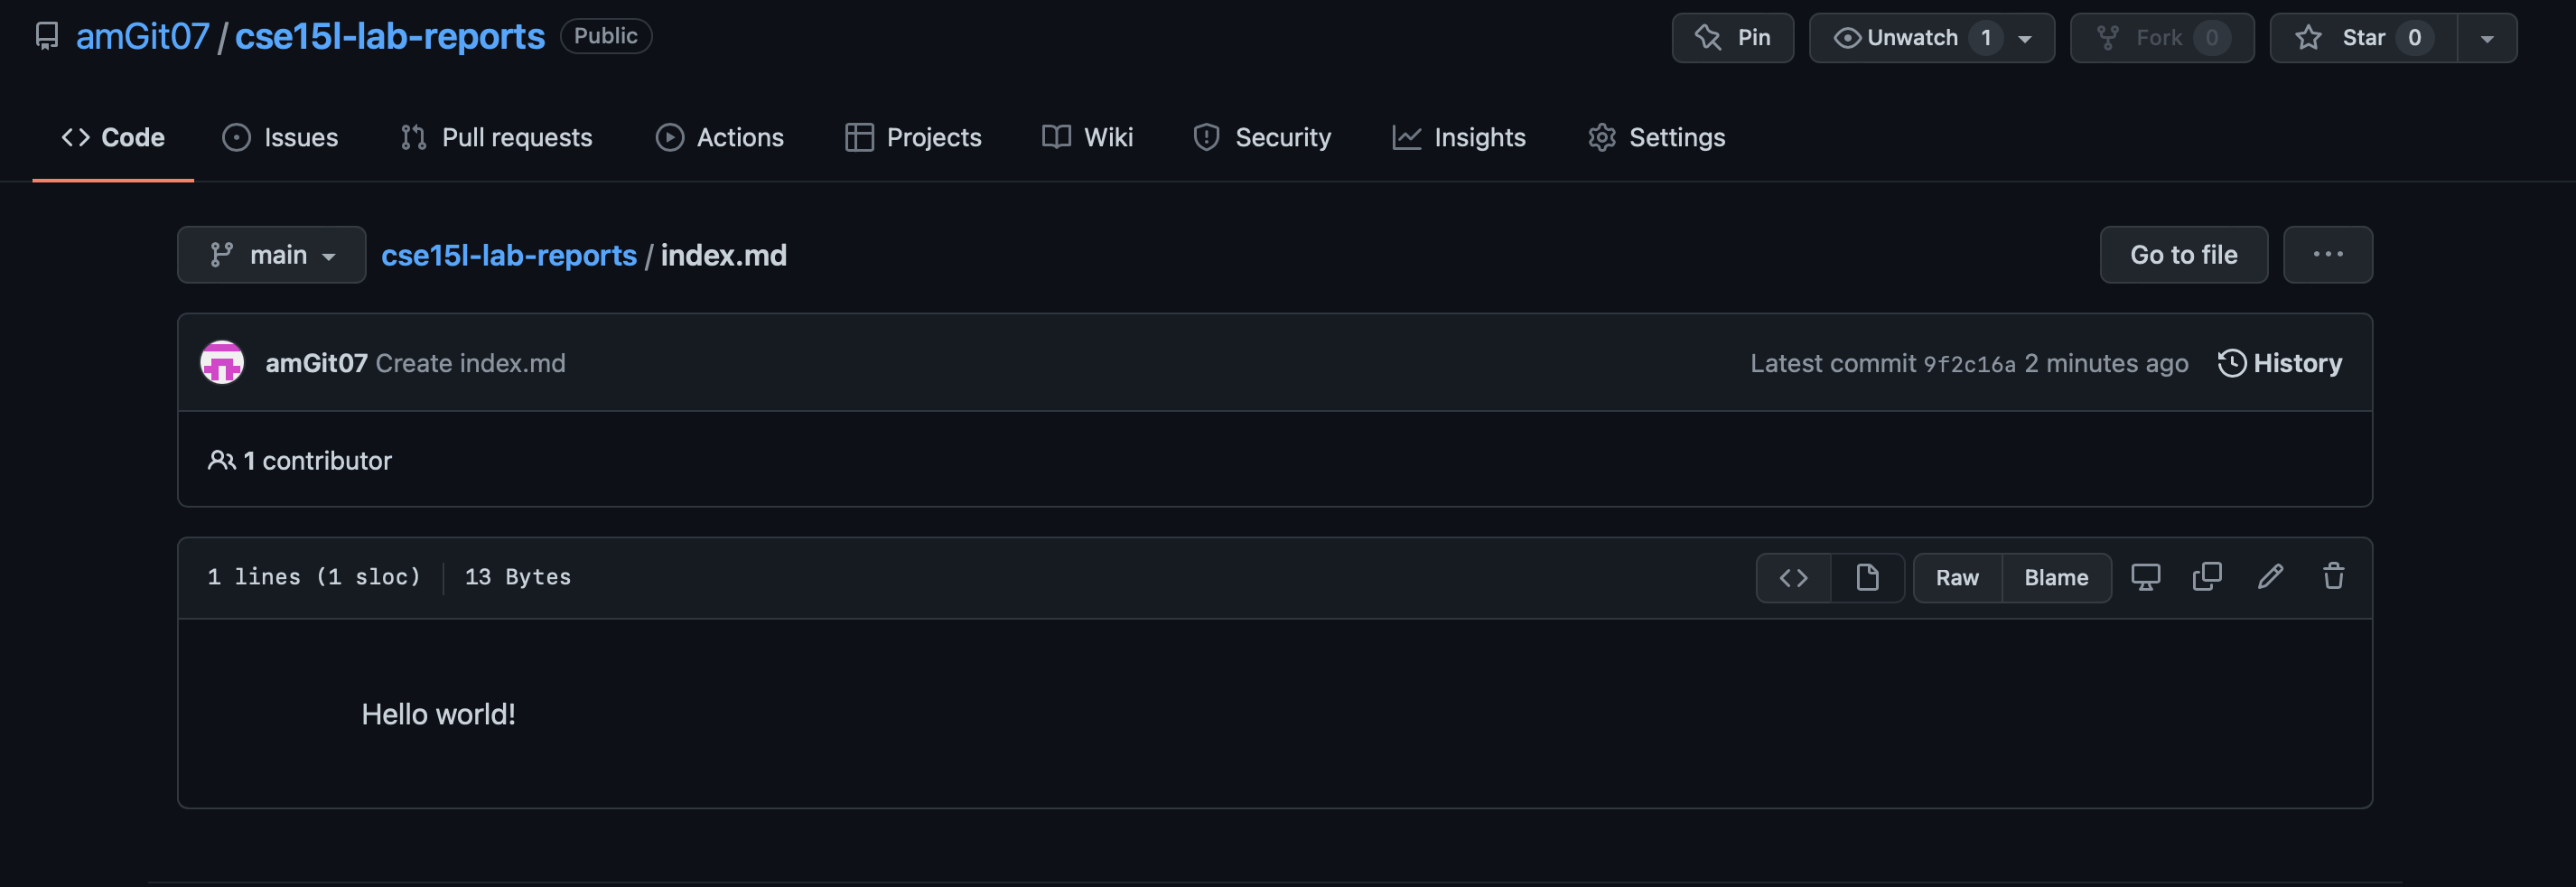 amGit07 / cse15l-lab-reports Public Pin Unwatch 1 Fork 0 Star 0
Code Issues Pull requests Actions Projects Wiki Security Insights Settings
main cse15l-lab-reports / index.md Go to file ...
amGit07 Create index.md Latest commit 9f2c16a 2 minutes ago History
1 contributor
1 lines (1 sloc) 13 Bytes <> Raw Blame
Hello world!